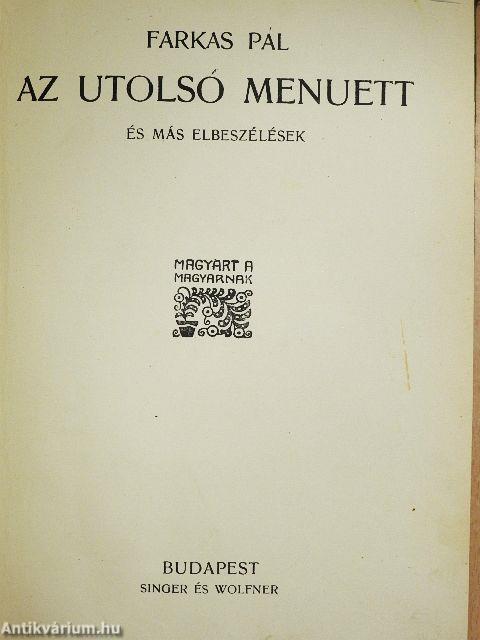 FARKAS PÁL
AZ UTOLSÓ MENUETT
ÉS MÁS ELBESZÉLÉSEK
MAGYART A
MAGYARNAK
BUDAPEST
SINGER ÉS WOLFNER
Antikvárium.hu